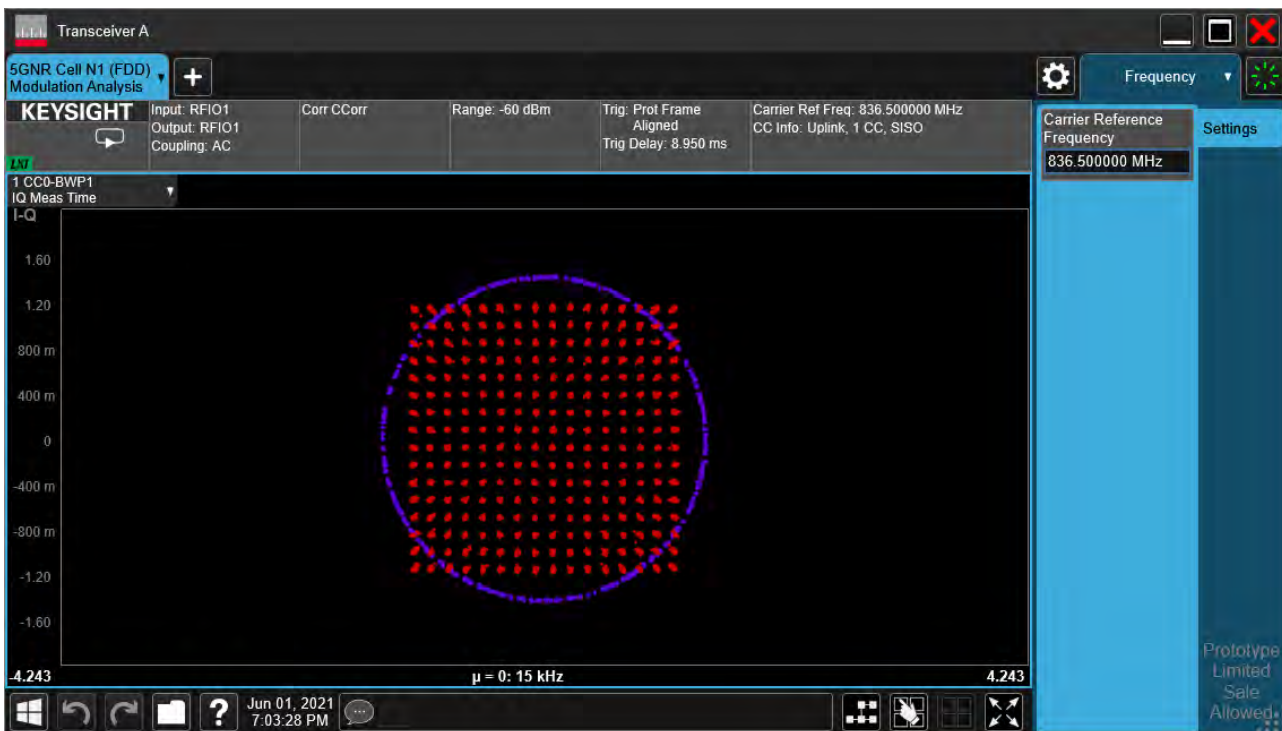 Transceiver A
5GNR Cell N1 (FDD)
Modulation Analysis
Frequency
KEYSIGHT
LXI
Input: RFIO1
Output: RFIO1
Coupling: AC
Corr CCorr
Range: -60 dBm
Trig: Prot Frame
Aligned
Trig Delay: 8.950 ms
Carrier Ref Freq: 836.500000 MHz
CC Info: Uplink, 1 CC, SISO
Carrier Reference
Frequency
836.500000 MHz
Settings
1 CC0-BWP1
IQ Meas Time
I-Q
1.60
1.20
800 m
400 m
0
-400 m
-800 m
-1.20
-1.60
-4.243
µ = 0: 15 kHz
4.243
Prototype
Limited
Sale
Allowed
Jun 01, 2021
7:03:28 PM